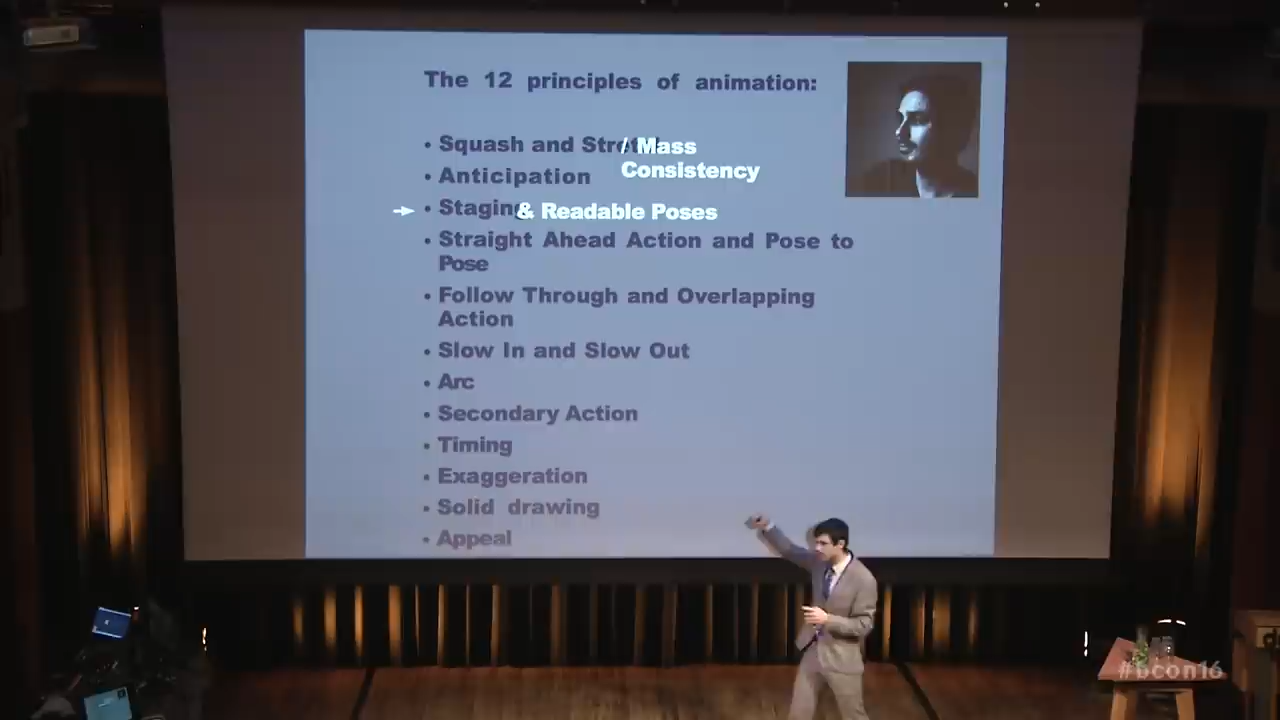 The 12 principles of animation:
• Squash and Stre / Mass
Consistency
• Anticipation
• Staging & Readable Poses
• Straight Ahead Action and Pose to
Pose
• Follow Through and Overlapping
Action
• Slow In and Slow Out
• Arc
• Secondary Action
• Timing
• Exaggeration
• Solid drawing
• Appeal
#bcon16